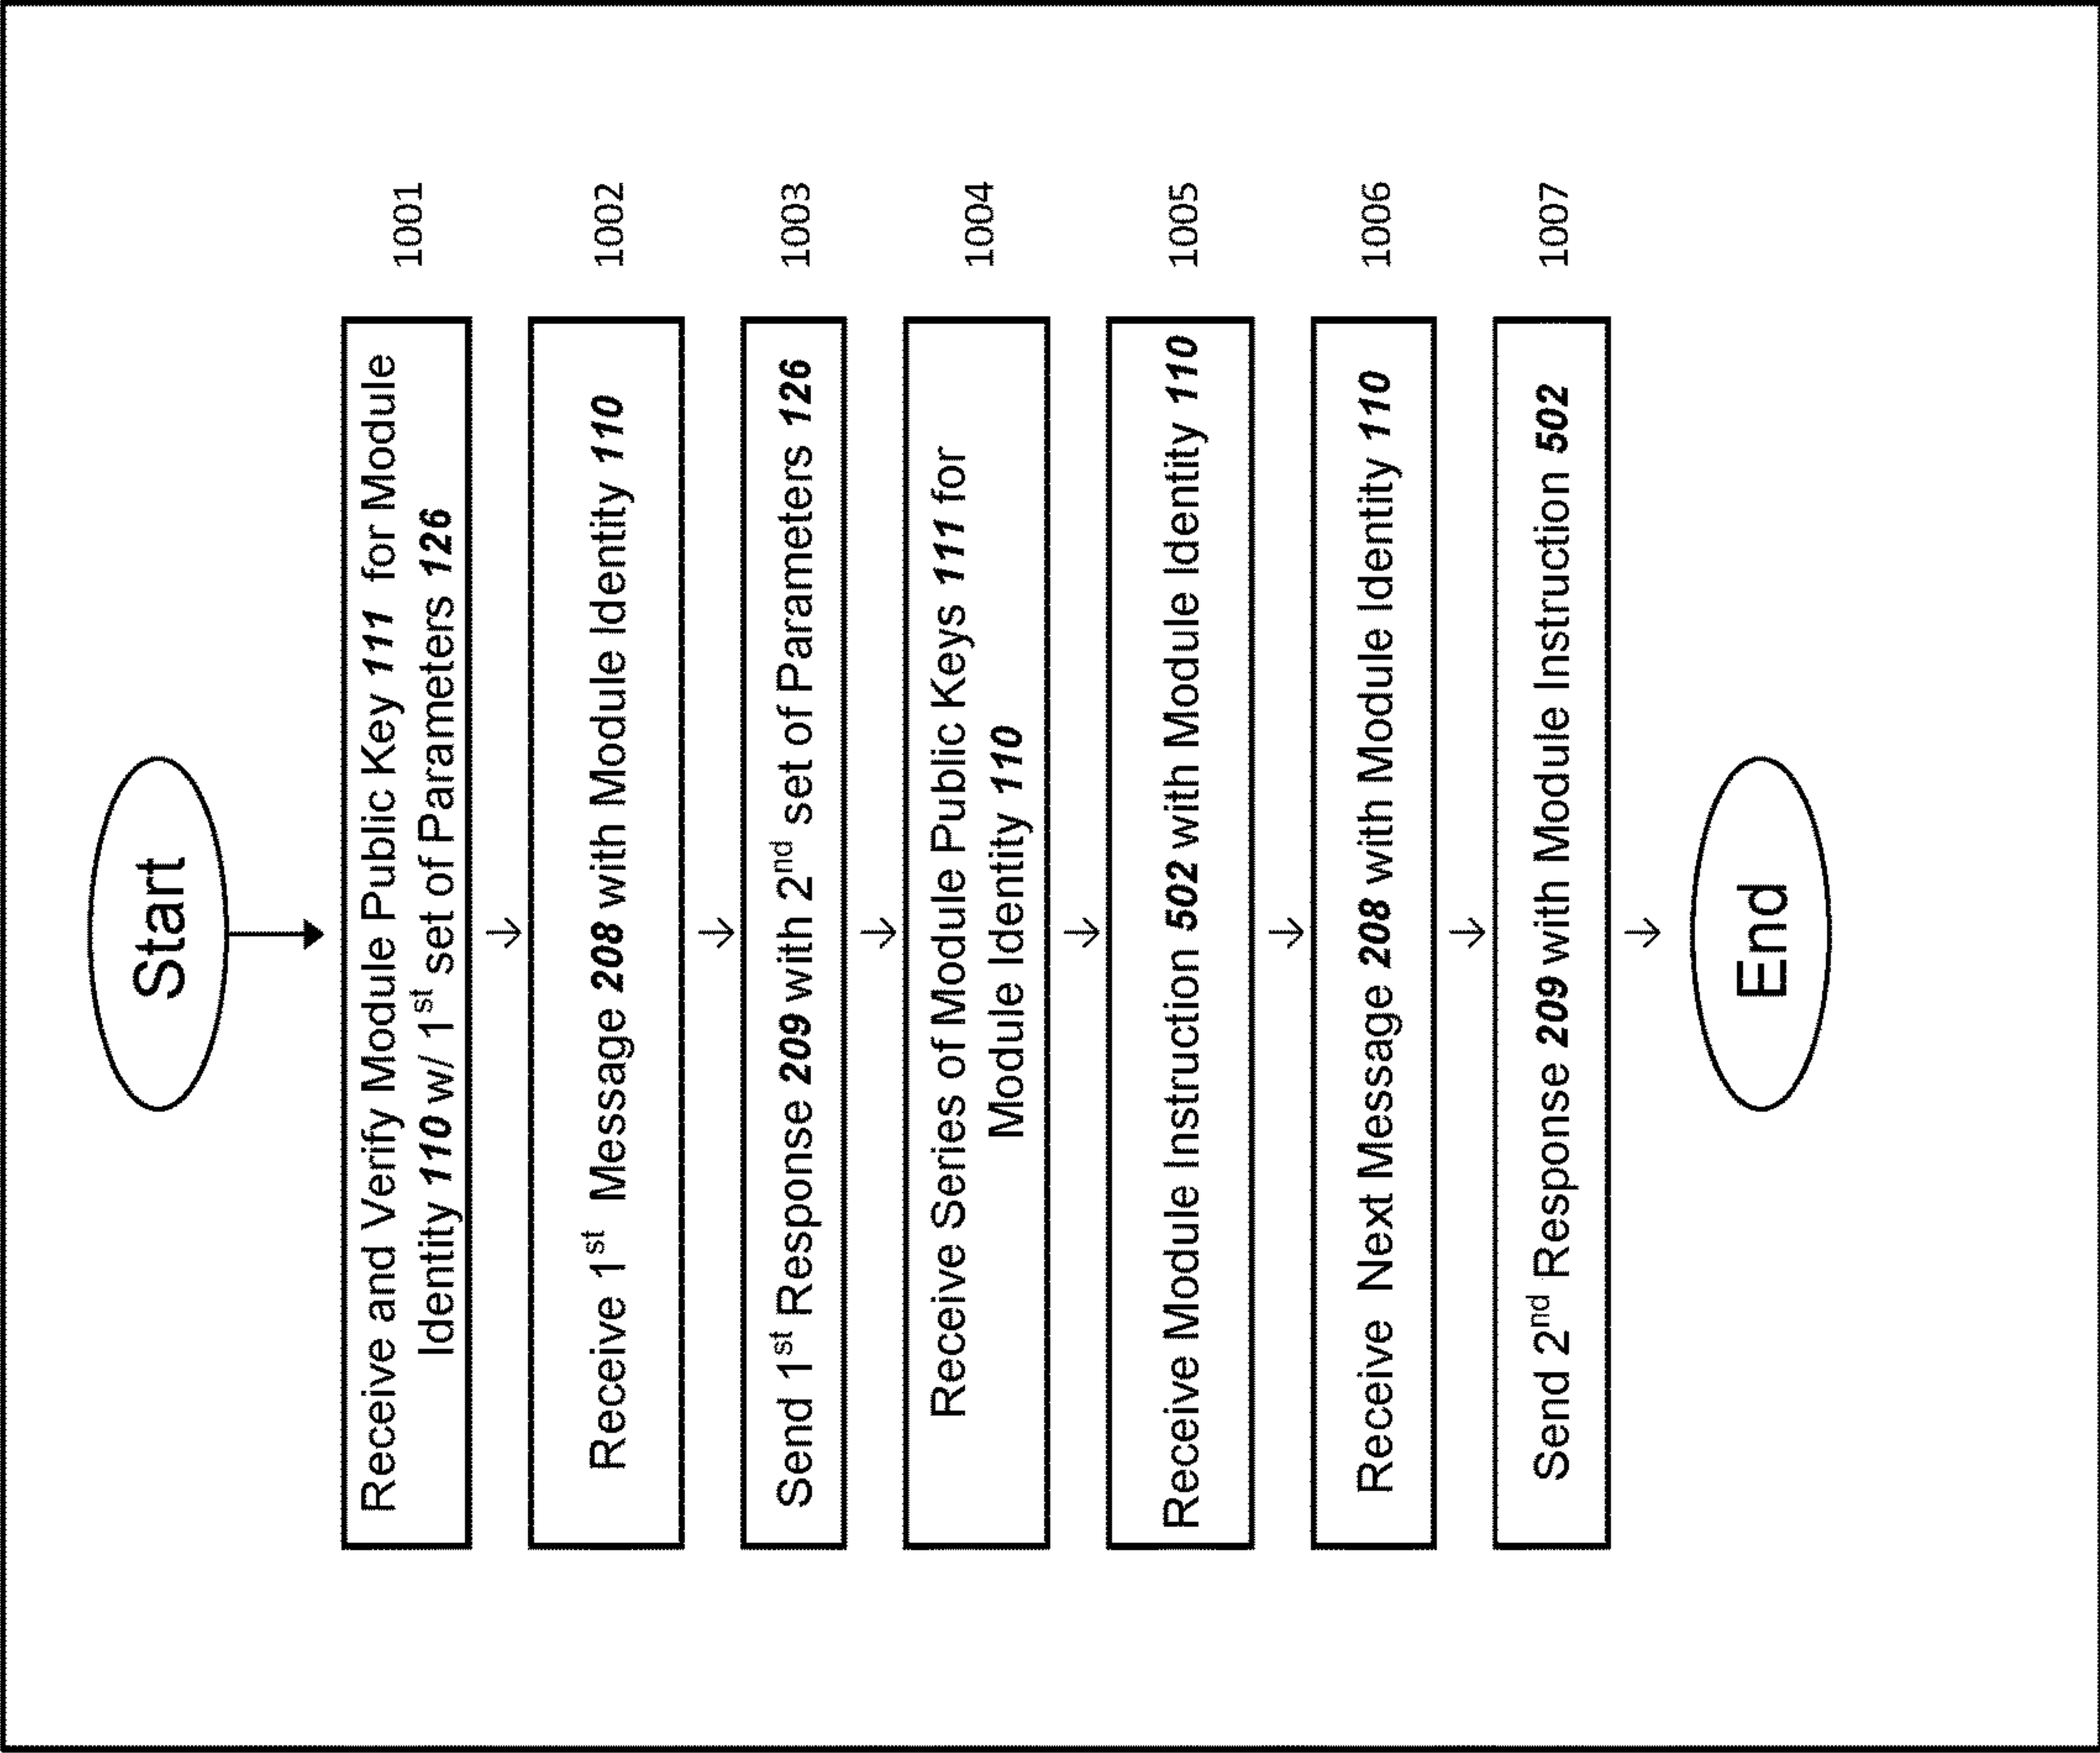 Start
Receive and Verify Module Public Key 111 for Module
Identity 110 w/ 1st set of Parameters 126
1001
Receive 1st Message 208 with Module Identity 110
1002
Send 1st Response 209 with 2nd set of Parameters 126
1003
Receive Series of Module Public Keys 111 for
Module Identity 110
1004
Receive Module Instruction 502 with Module Identity 110
1005
Receive Next Message 208 with Module Identity 110
1006
Send 2nd Response 209 with Module Instruction 502
1007
End